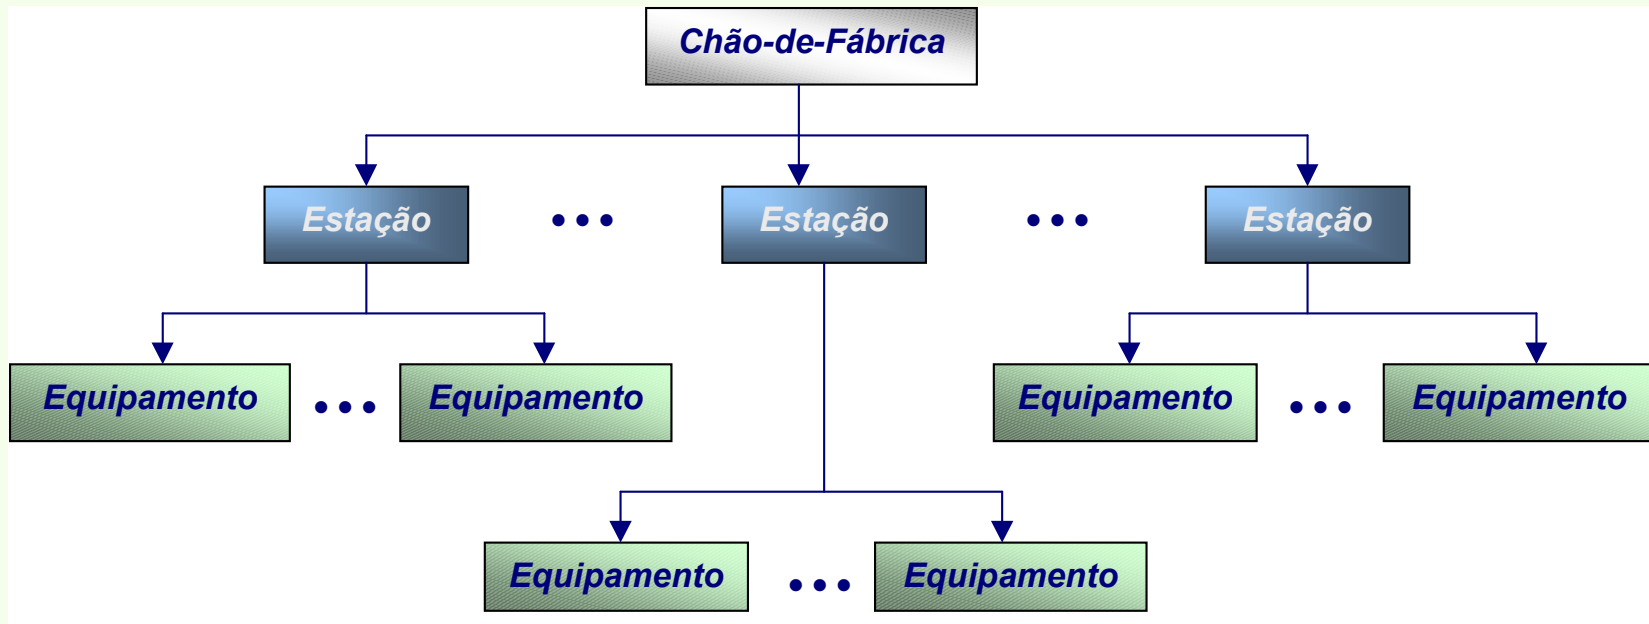 Chão-de-Fábrica
Estação ••• Estação ••• Estação
Equipamento ••• Equipamento Equipamento ••• Equipamento
Equipamento ••• Equipamento